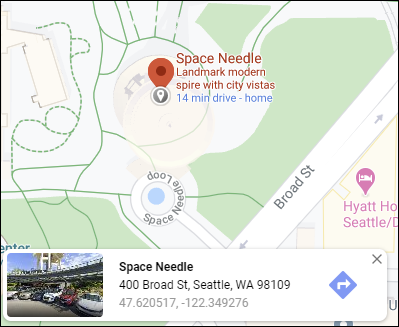 Space Needle
Landmark modern
spire with city vistas
14 min drive - home
Space Needle Loop
Broad St
Hyatt Ho
Seattle/D
enter
Space Needle
400 Broad St, Seattle, WA 98109
47.620517, -122.349276